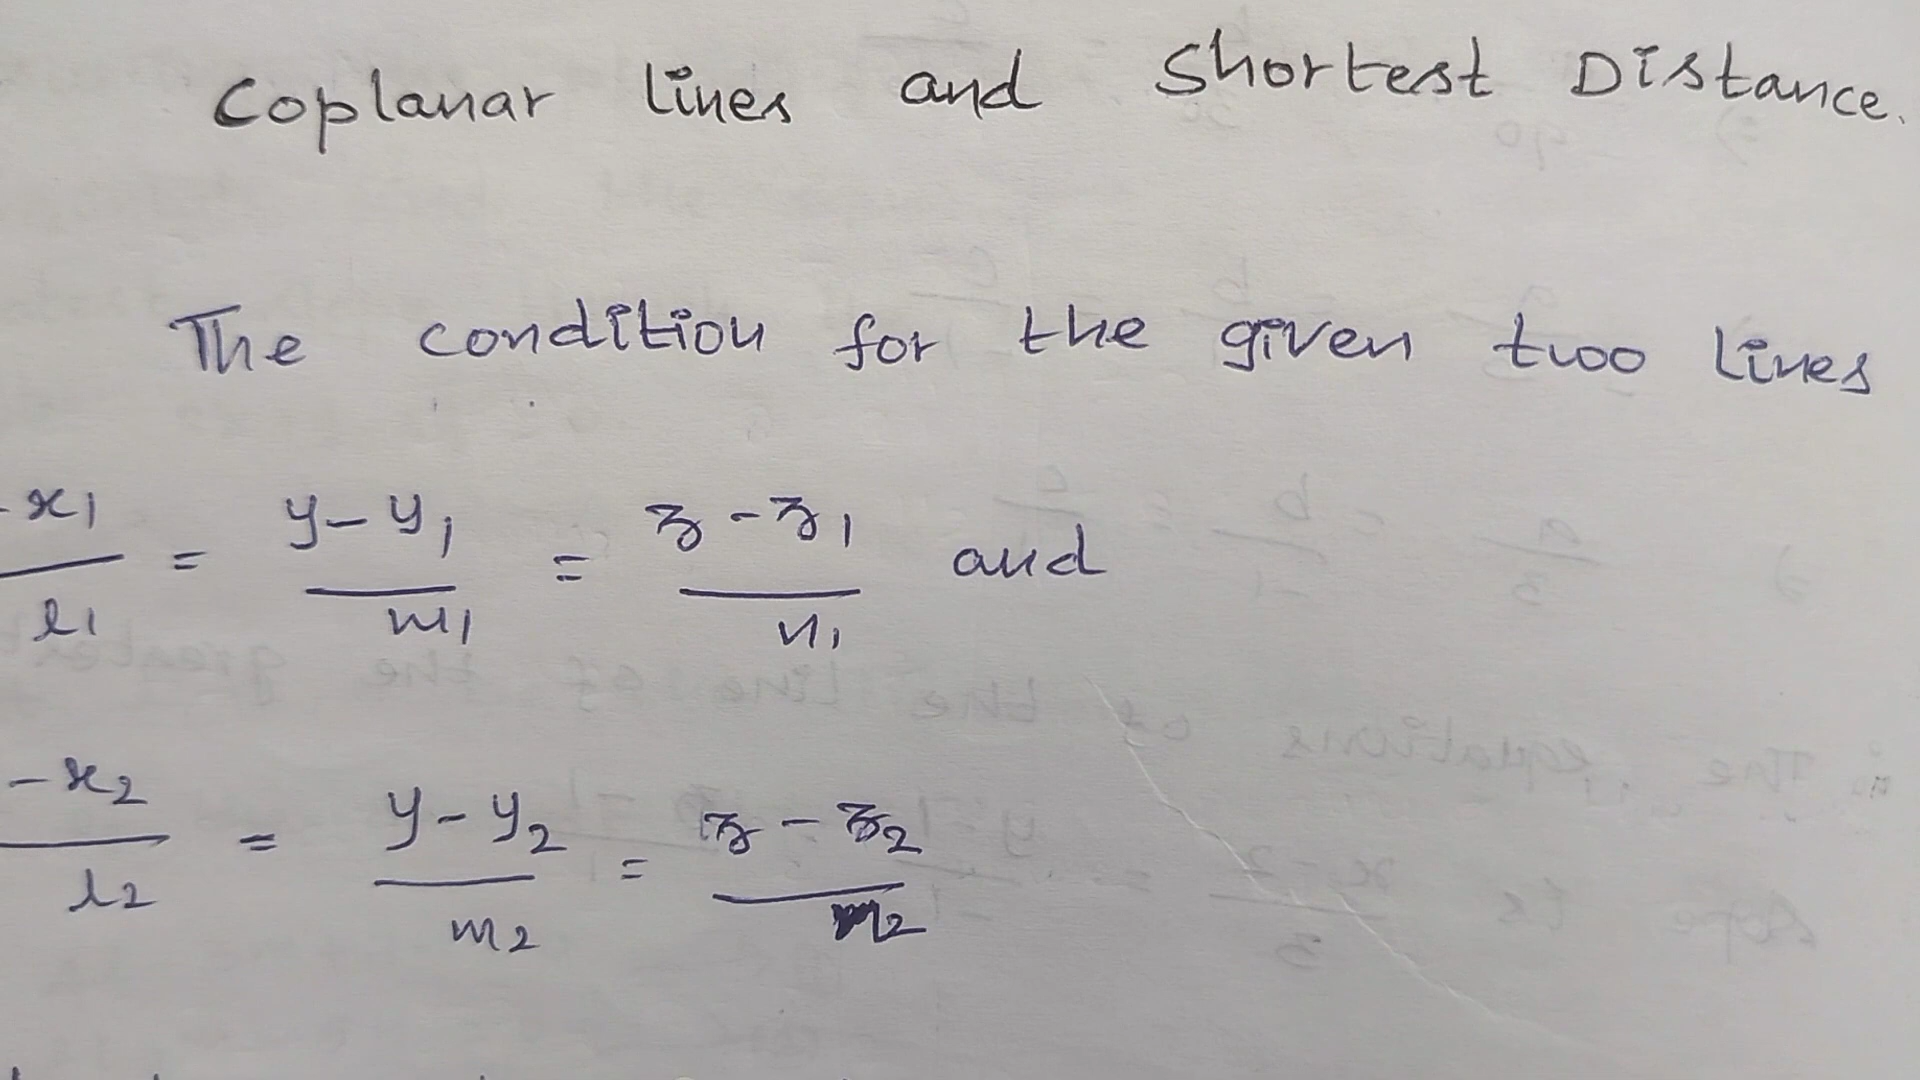 Coplanar lines and Shortest Distance.
The condition for the given two lines
-x1/l1 = y-y1/m1 = z-z1/n1 and
-x2/l2 = y-y2/m2 = z-z2/n2